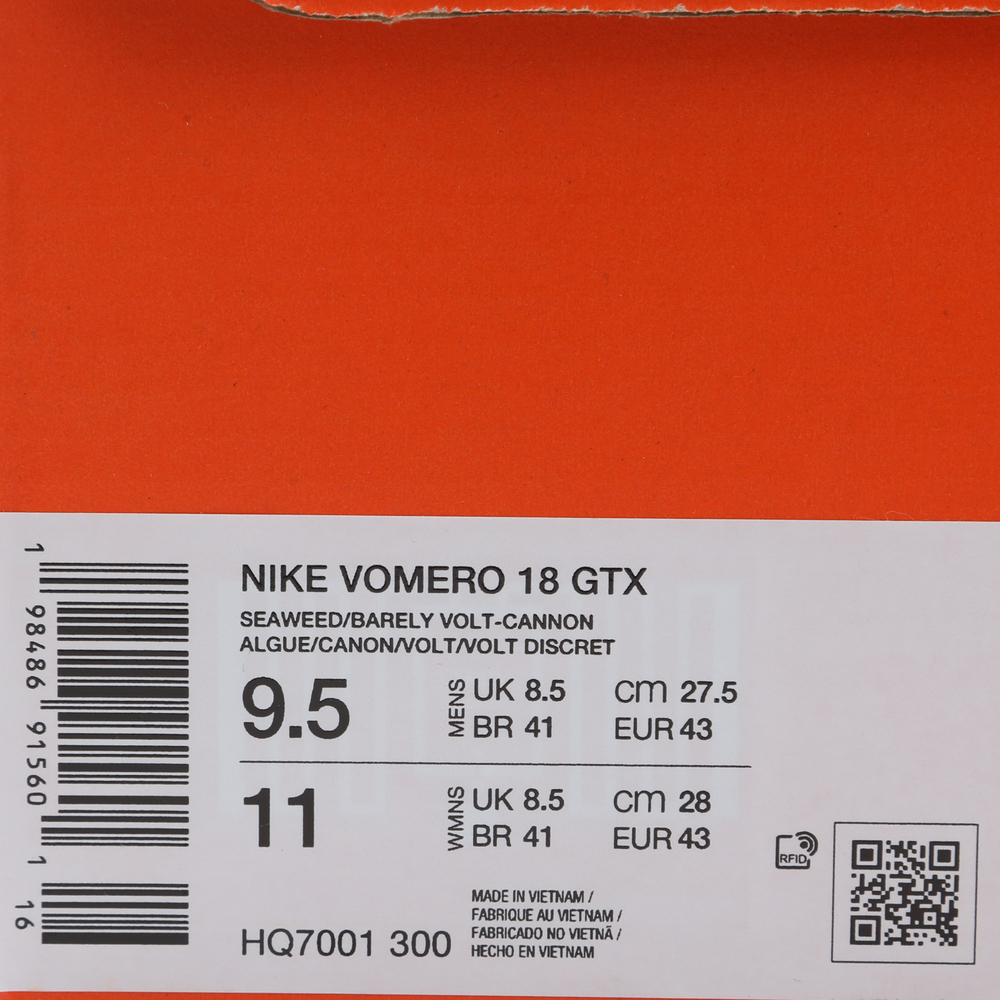 NIKE VOMERO 18 GTX
SEAWEED/BARELY VOLT-CANNON
ALGUE/CANON/VOLT/VOLT DISCRET
9.5 MENS UK 8.5 cm 27.5
BR 41 EUR 43
11 WMNS UK 8.5 cm 28
BR 41 EUR 43
HQ7001 300
MADE IN VIETNAM /
FABRIQUE AU VIETNAM /
FABRICADO NO VIETNÃ /
HECHO EN VIETNAM
RFID
1 98486 91560 1 16